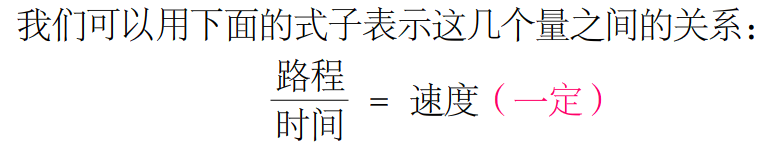 我们可以用下面的式子表示这几个量之间的关系：
路程
时间 = 速度（一定）